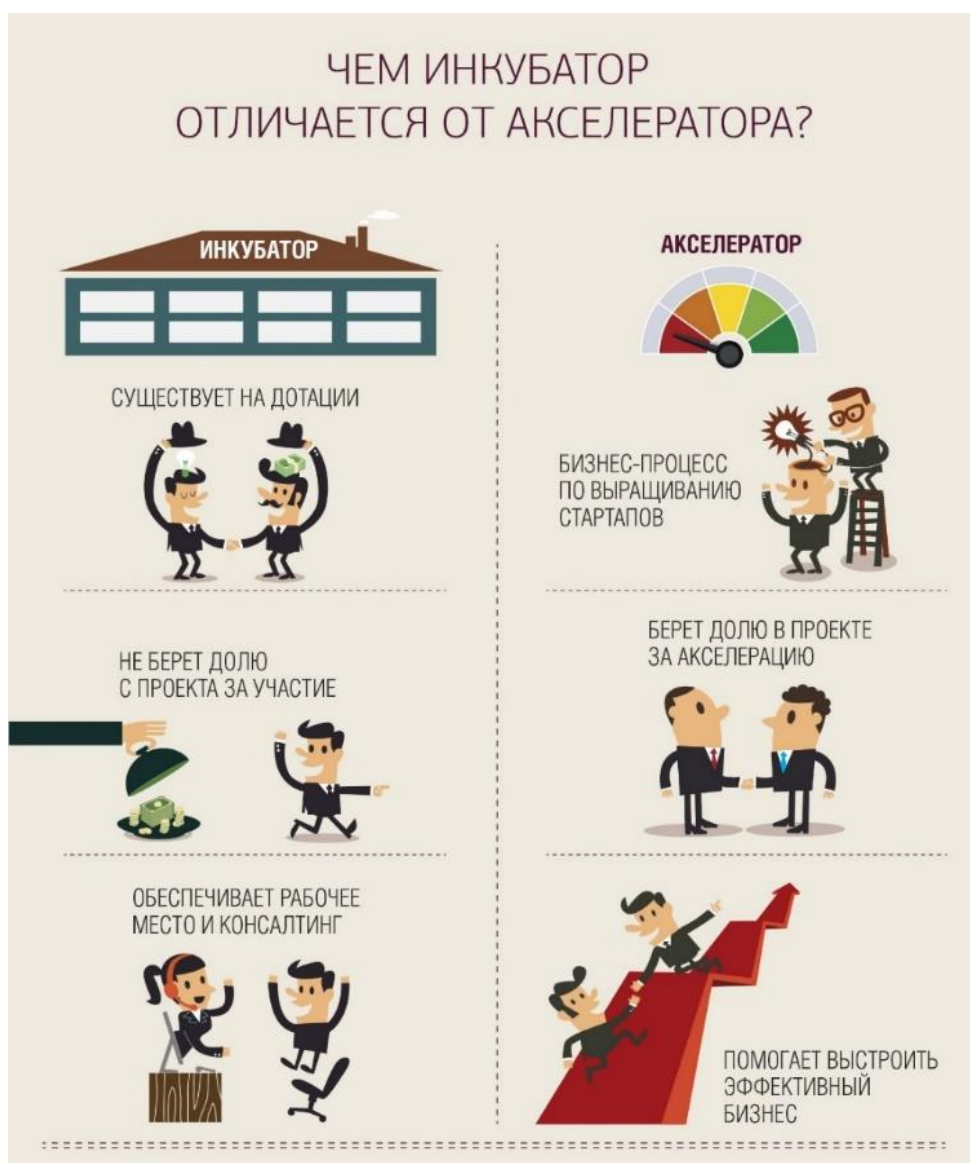 ЧЕМ ИНКУБАТОР
ОТЛИЧАЕТСЯ ОТ АКСЕЛЕРАТОРА?
ИНКУБАТОР
СУЩЕСТВУЕТ НА ДОТАЦИИ
НЕ БЕРЕТ ДОЛЮ
С ПРОЕКТА ЗА УЧАСТИЕ
ОБЕСПЕЧИВАЕТ РАБОЧЕЕ
МЕСТО И КОНСАЛТИНГ
АКСЕЛЕРАТОР
БИЗНЕС-ПРОЦЕСС
ПО ВЫРАЩИВАНИЮ
СТАРТАПОВ
БЕРЕТ ДОЛЮ В ПРОЕКТЕ
ЗА АКСЕЛЕРАЦИЮ
ПОМОГАЕТ ВЫСТРОИТЬ
ЭФФЕКТИВНЫЙ
БИЗНЕС